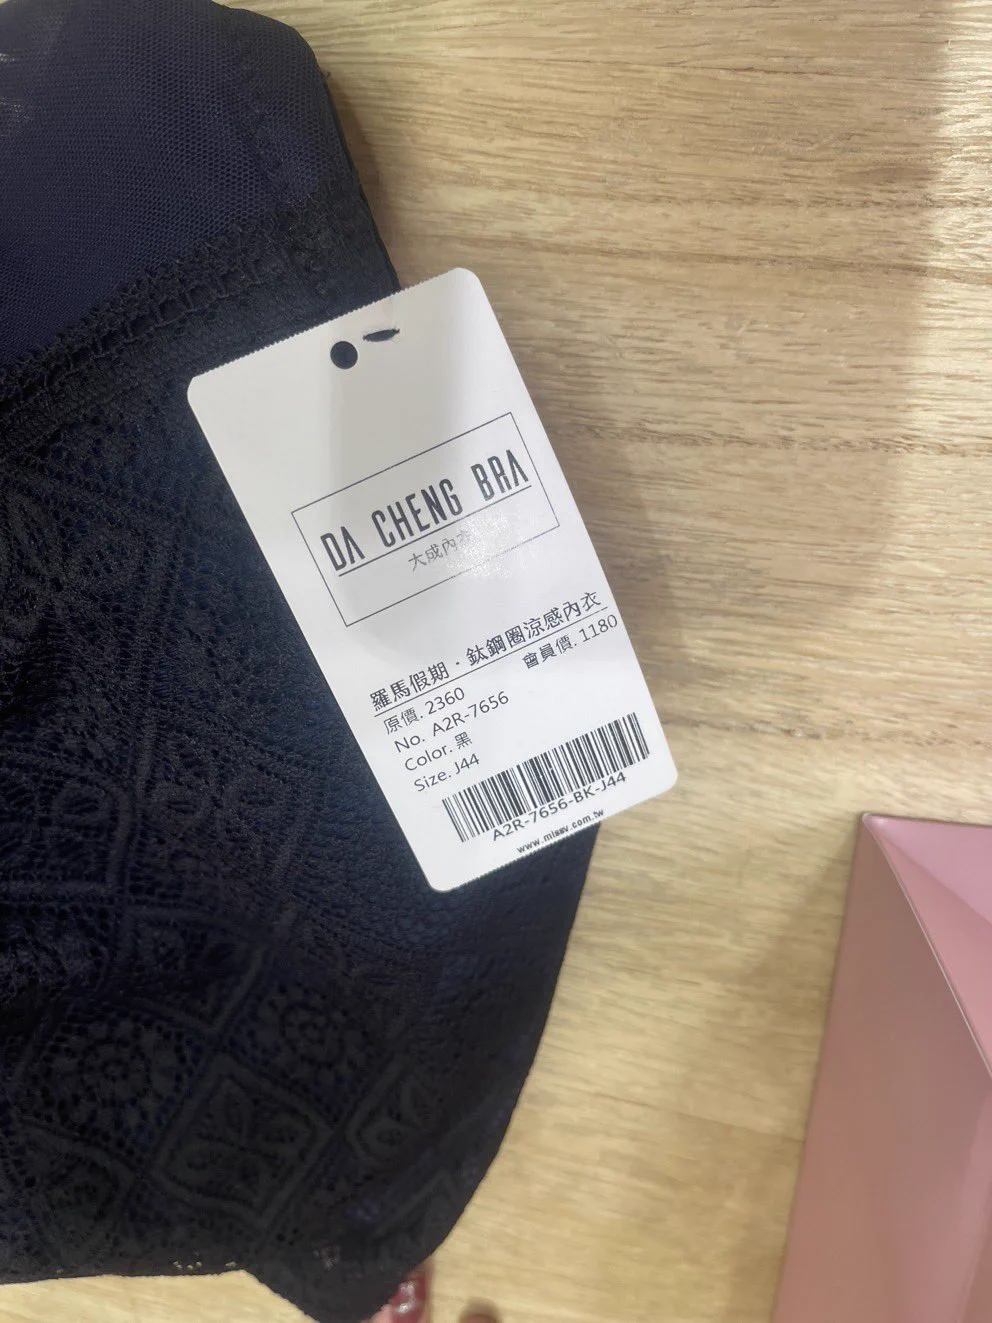 DA CHENG BRA
大成內衣
羅馬假期・鈦鋼圈涼感內衣
原價. 2360 會員價. 1180
No. A2R-7656
Color. 黑
Size. J44
A2R-7656-BK-J44
www.missv.com.tw